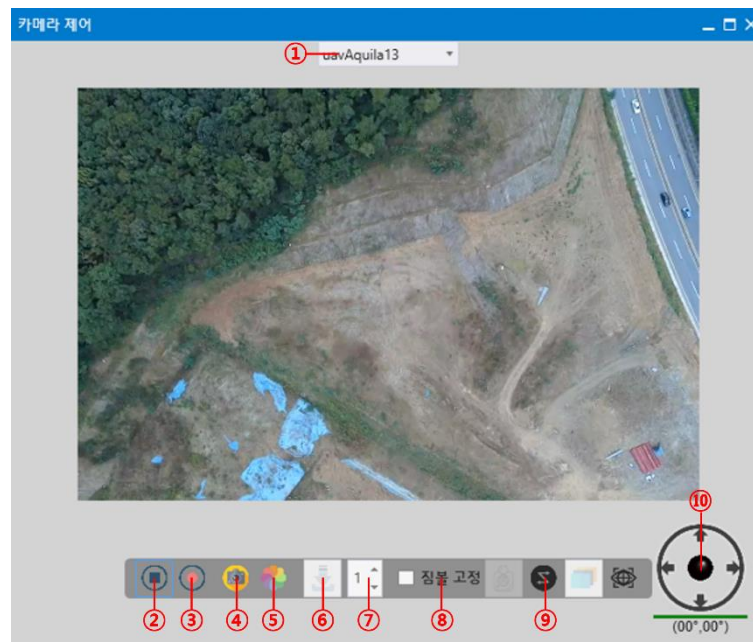 카메라 제어
① uavAquila13
⑩
1 짐볼 고정
② ③ ④ ⑤ ⑥ ⑦ ⑧ ⑨
(00°,00°)